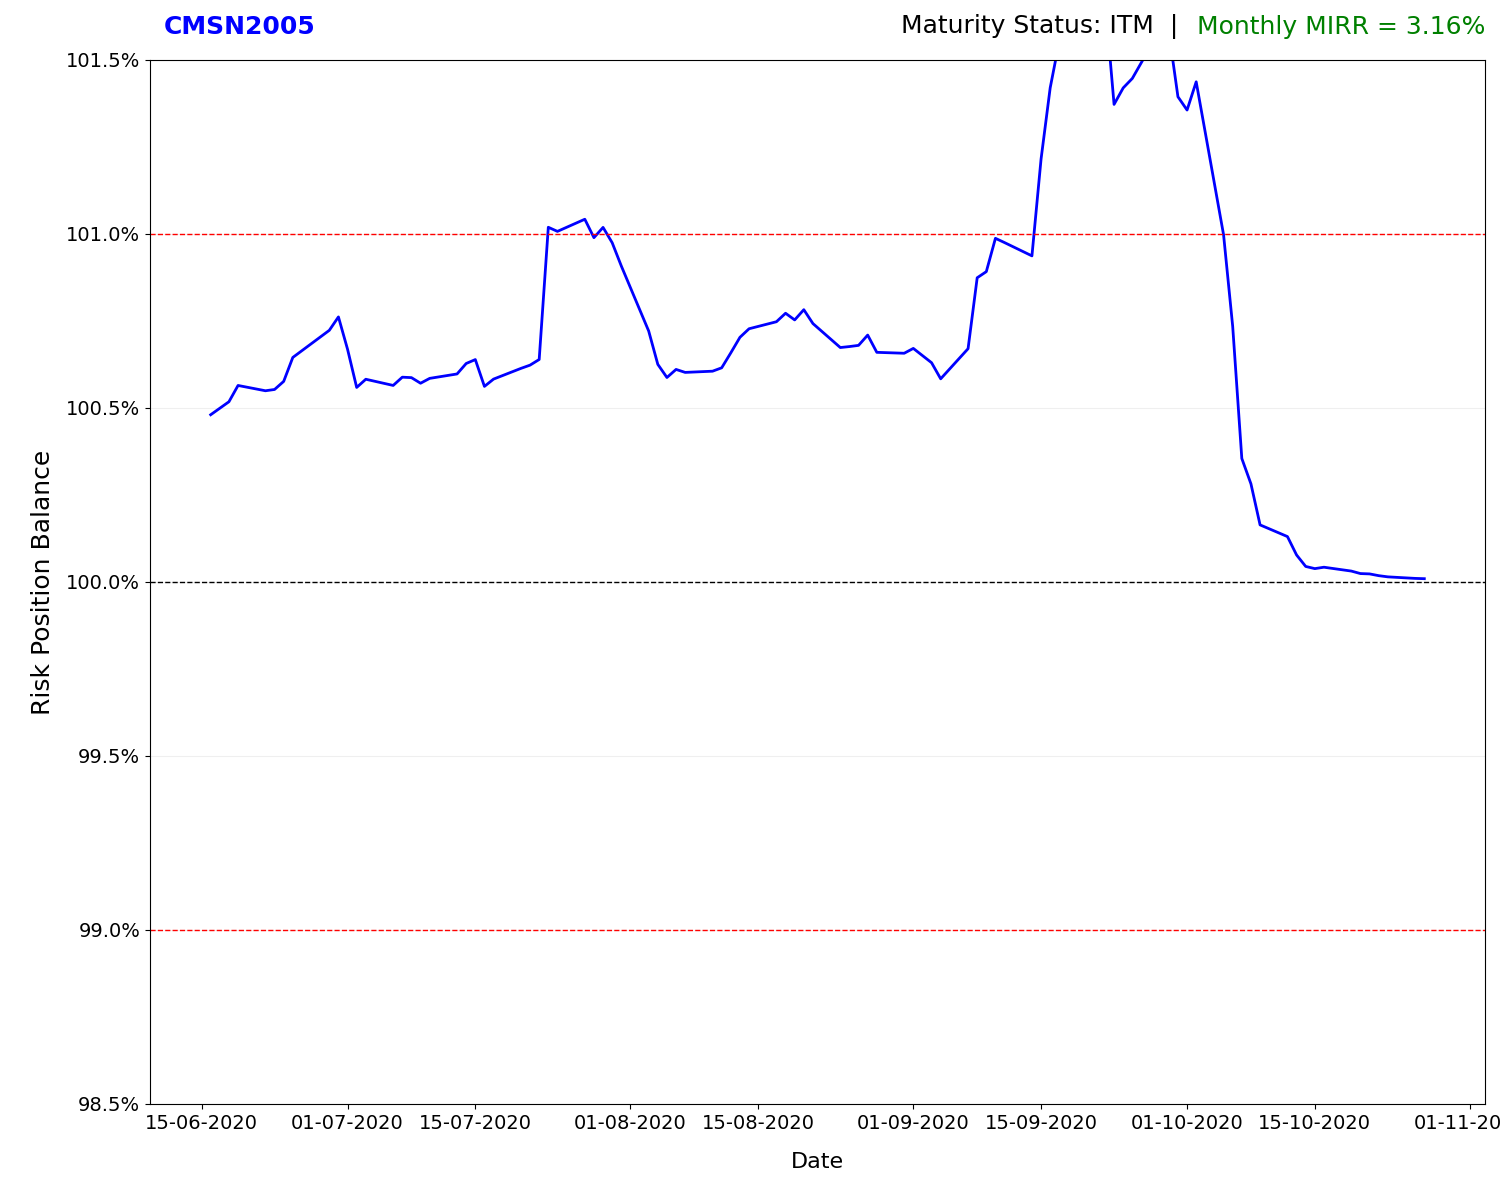 CMSN2005
Maturity Status: ITM | Monthly MIRR = 3.16%
101.5%
101.0%
100.5%
100.0%
99.5%
99.0%
98.5%
Risk Position Balance
15-06-2020 01-07-2020 15-07-2020 01-08-2020 15-08-2020 01-09-2020 15-09-2020 01-10-2020 15-10-2020 01-11-20
Date